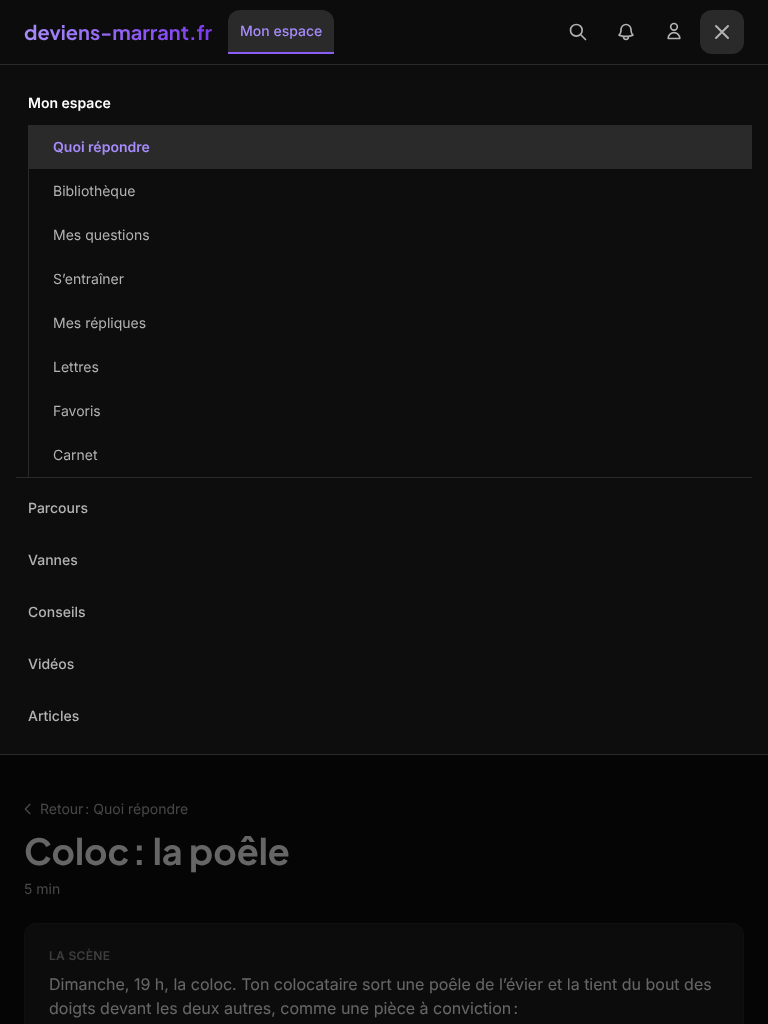 deviens-marrant.fr
Mon espace
Mon espace
Quoi répondre
Bibliothèque
Mes questions
S’entraîner
Mes répliques
Lettres
Favoris
Carnet
Parcours
Vannes
Conseils
Vidéos
Articles
Retour : Quoi répondre
Coloc : la poêle
5 min
LA SCÈNE
Dimanche, 19 h, la coloc. Ton colocataire sort une poêle de l’évier et la tient du bout des
doigts devant les deux autres, comme une pièce à conviction :